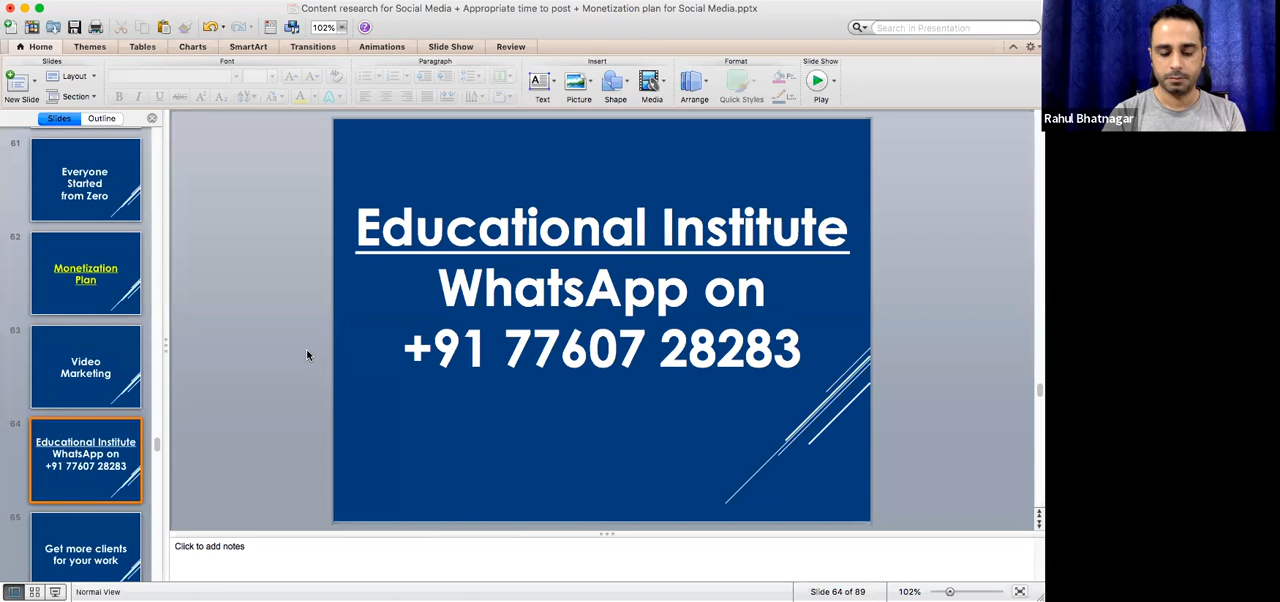 Content research for Social Media + Appropriate time to post + Monetization plan for Social Media.pptx
102%
Search in Presentation
Home Themes Tables Charts SmartArt Transitions Animations Slide Show Review
Slides Font Paragraph Insert Format Slide Show
New Slide
Layout
Section
Text Picture Shape Media Arrange Quick Styles Play
Slides Outline
61
Everyone
Started
from Zero
62
Monetization
Plan
63
Video
Marketing
64
Educational Institute
WhatsApp on
+91 77607 28283
65
Get more clients
for your work
Educational Institute
WhatsApp on
+91 77607 28283
Click to add notes
Normal View
Slide 64 of 89
102%
Rahul Bhatnagar